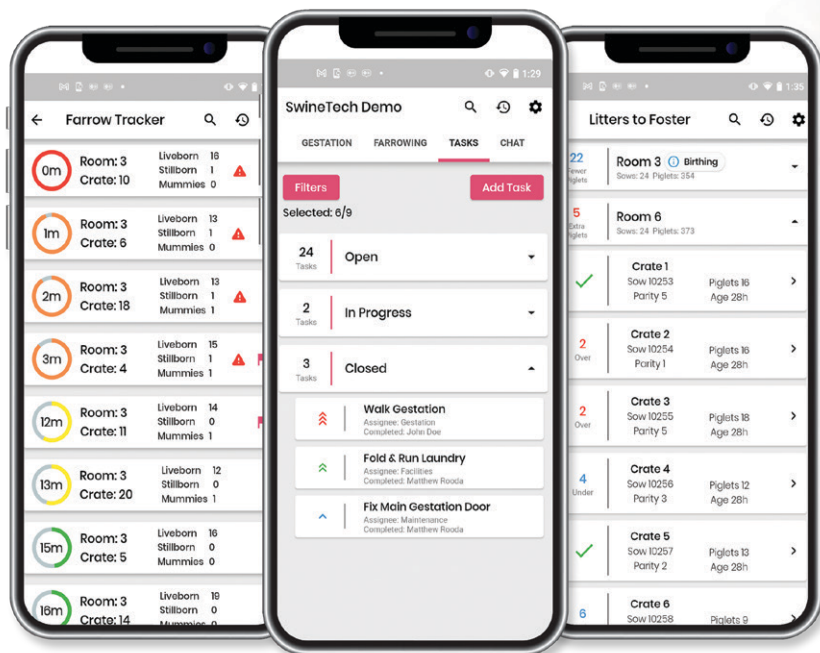 Farrow Tracker
0m
Room: 3
Crate: 10
Liveborn 16
Stillborn 1
Mummies 0
1m
Room: 3
Crate: 6
Liveborn 13
Stillborn 1
Mummies 0
2m
Room: 3
Crate: 18
Liveborn 13
Stillborn 1
Mummies 1
3m
Room: 3
Crate: 4
Liveborn 15
Stillborn 1
Mummies 1
12m
Room: 3
Crate: 11
Liveborn 14
Stillborn 0
Mummies 1
13m
Room: 3
Crate: 20
Liveborn 12
Stillborn 0
Mummies 1
15m
Room: 3
Crate: 5
Liveborn 16
Stillborn 0
Mummies 0
16m
Room: 3
Crate: 14
Liveborn 19
Stillborn 0
Mummies 0
1:29
SwineTech Demo
GESTATION FARROWING TASKS CHAT
Filters Add Task
Selected: 6/9
24
Tasks
Open
2
Tasks
In Progress
3
Tasks
Closed
Walk Gestation
Assignee: Gestation
Completed: John Doe
Fold & Run Laundry
Assignee: Facilities
Completed: Matthew Rooda
Fix Main Gestation Door
Assignee: Maintenance
Completed: Matthew Rooda
1:35
Litters to Foster
22
Fewer
Piglets
Room 3 Birthing
Sows: 24 Piglets: 354
5
Extra
Piglets
Room 6
Sows: 24 Piglets: 373
Crate 1
Sow 10253
Parity 5
Piglets 16
Age 28h
2
Over
Crate 2
Sow 10254
Parity 1
Piglets 16
Age 28h
2
Over
Crate 3
Sow 10255
Parity 5
Piglets 18
Age 28h
4
Under
Crate 4
Sow 10256
Parity 3
Piglets 12
Age 28h
Crate 5
Sow 10257
Parity 2
Piglets 13
Age 28h
6
Crate 6
Sow 10258
Piglets 9